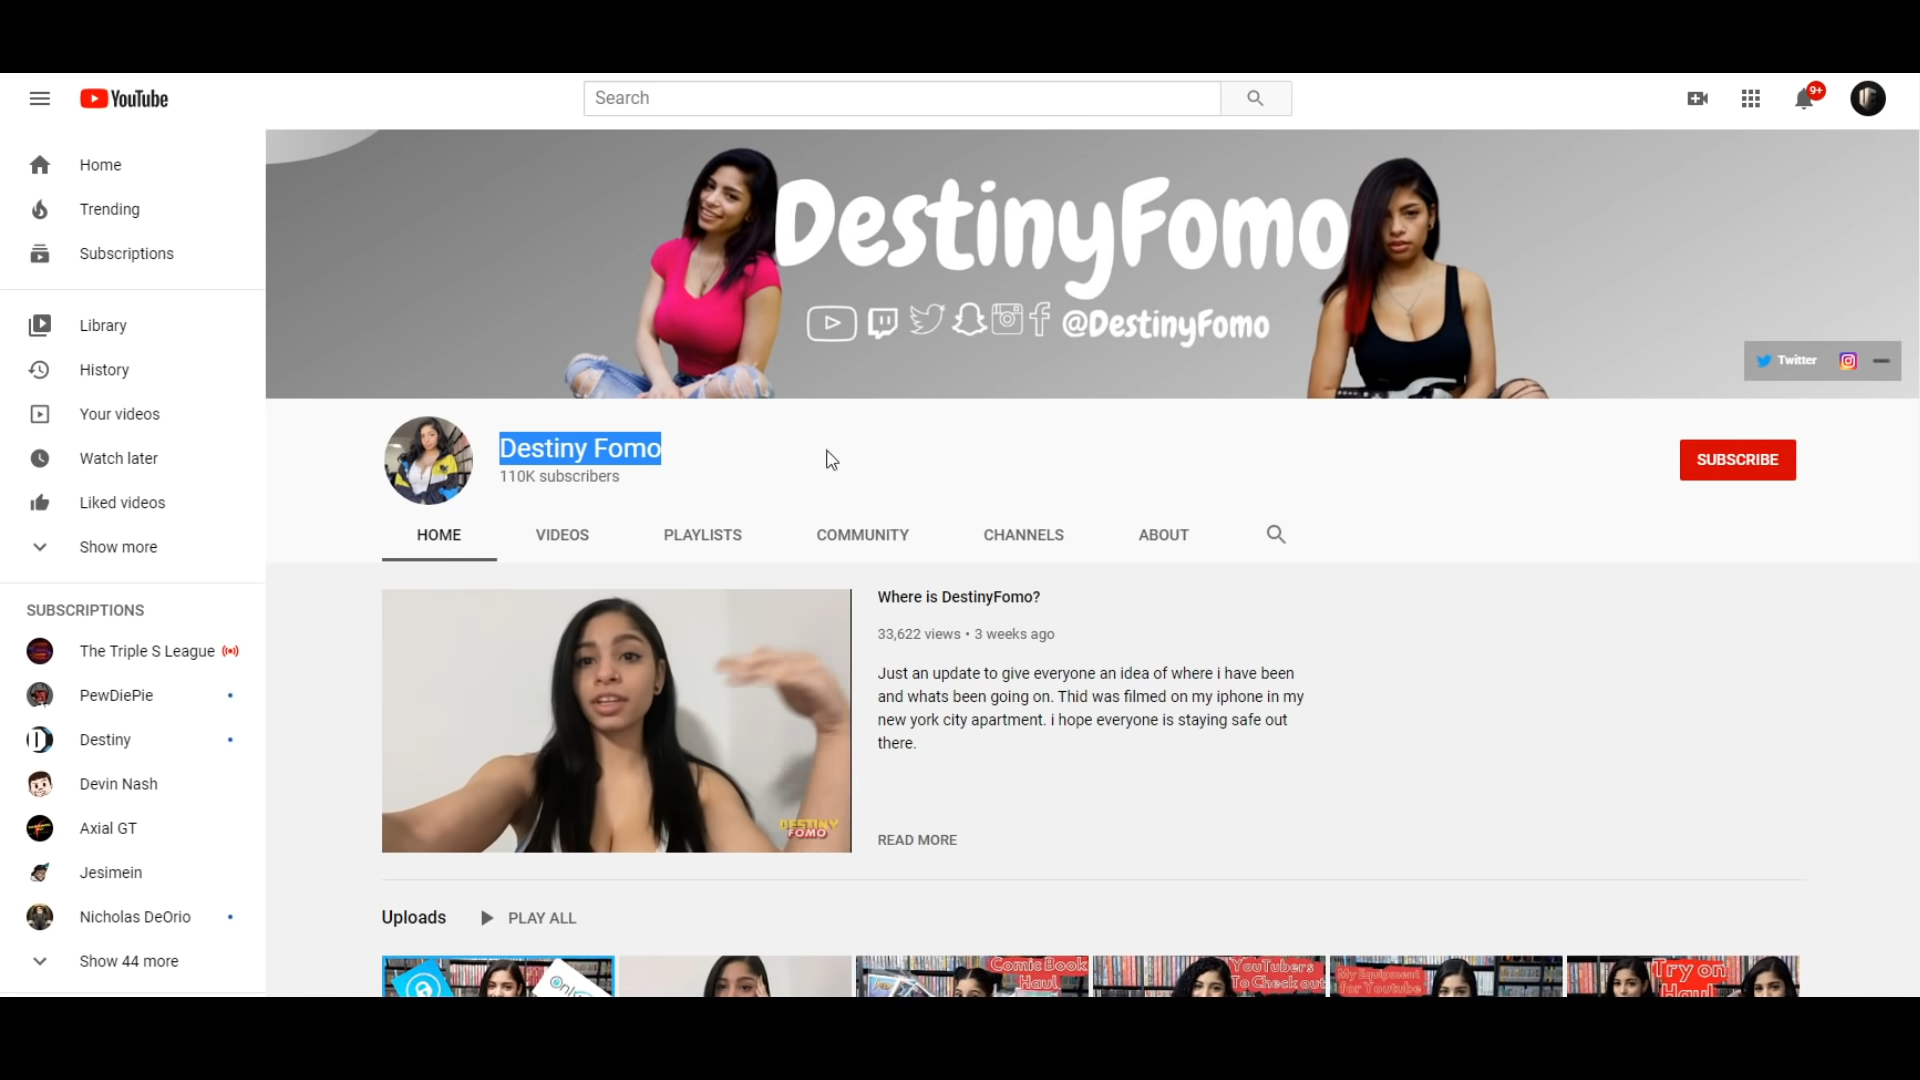 YouTube
Search
9+
Home
Trending
Subscriptions
Library
History
Your videos
Watch later
Liked videos
Show more
SUBSCRIPTIONS
The Triple S League
PewDiePie
Destiny
Devin Nash
Axial GT
Jesimein
Nicholas DeOrio
Show 44 more
DestinyFomo
@DestinyFomo
Twitter
Destiny Fomo
110K subscribers
SUBSCRIBE
HOME
VIDEOS
PLAYLISTS
COMMUNITY
CHANNELS
ABOUT
DESTINY
FOMO
Where is DestinyFomo?
33,622 views • 3 weeks ago
Just an update to give everyone an idea of where i have been
and whats been going on. Thid was filmed on my iphone in my
new york city apartment. i hope everyone is staying safe out
there.
READ MORE
Uploads
PLAY ALL
Comic Book
Haul
YouTubers
To Check out
My Equipment
for Youtube
Try on
Haul